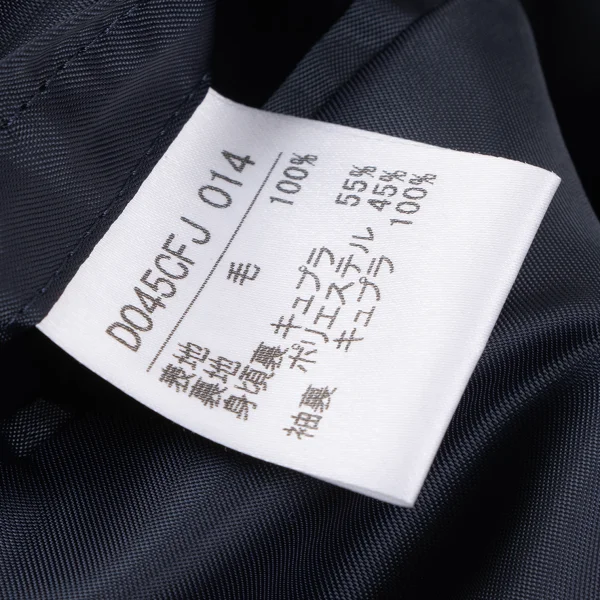 D045CFJ 014
表地 毛 100%
裏地
身頃裏 キュプラ 55%
ポリエステル 45%
袖裏 キュプラ 100%